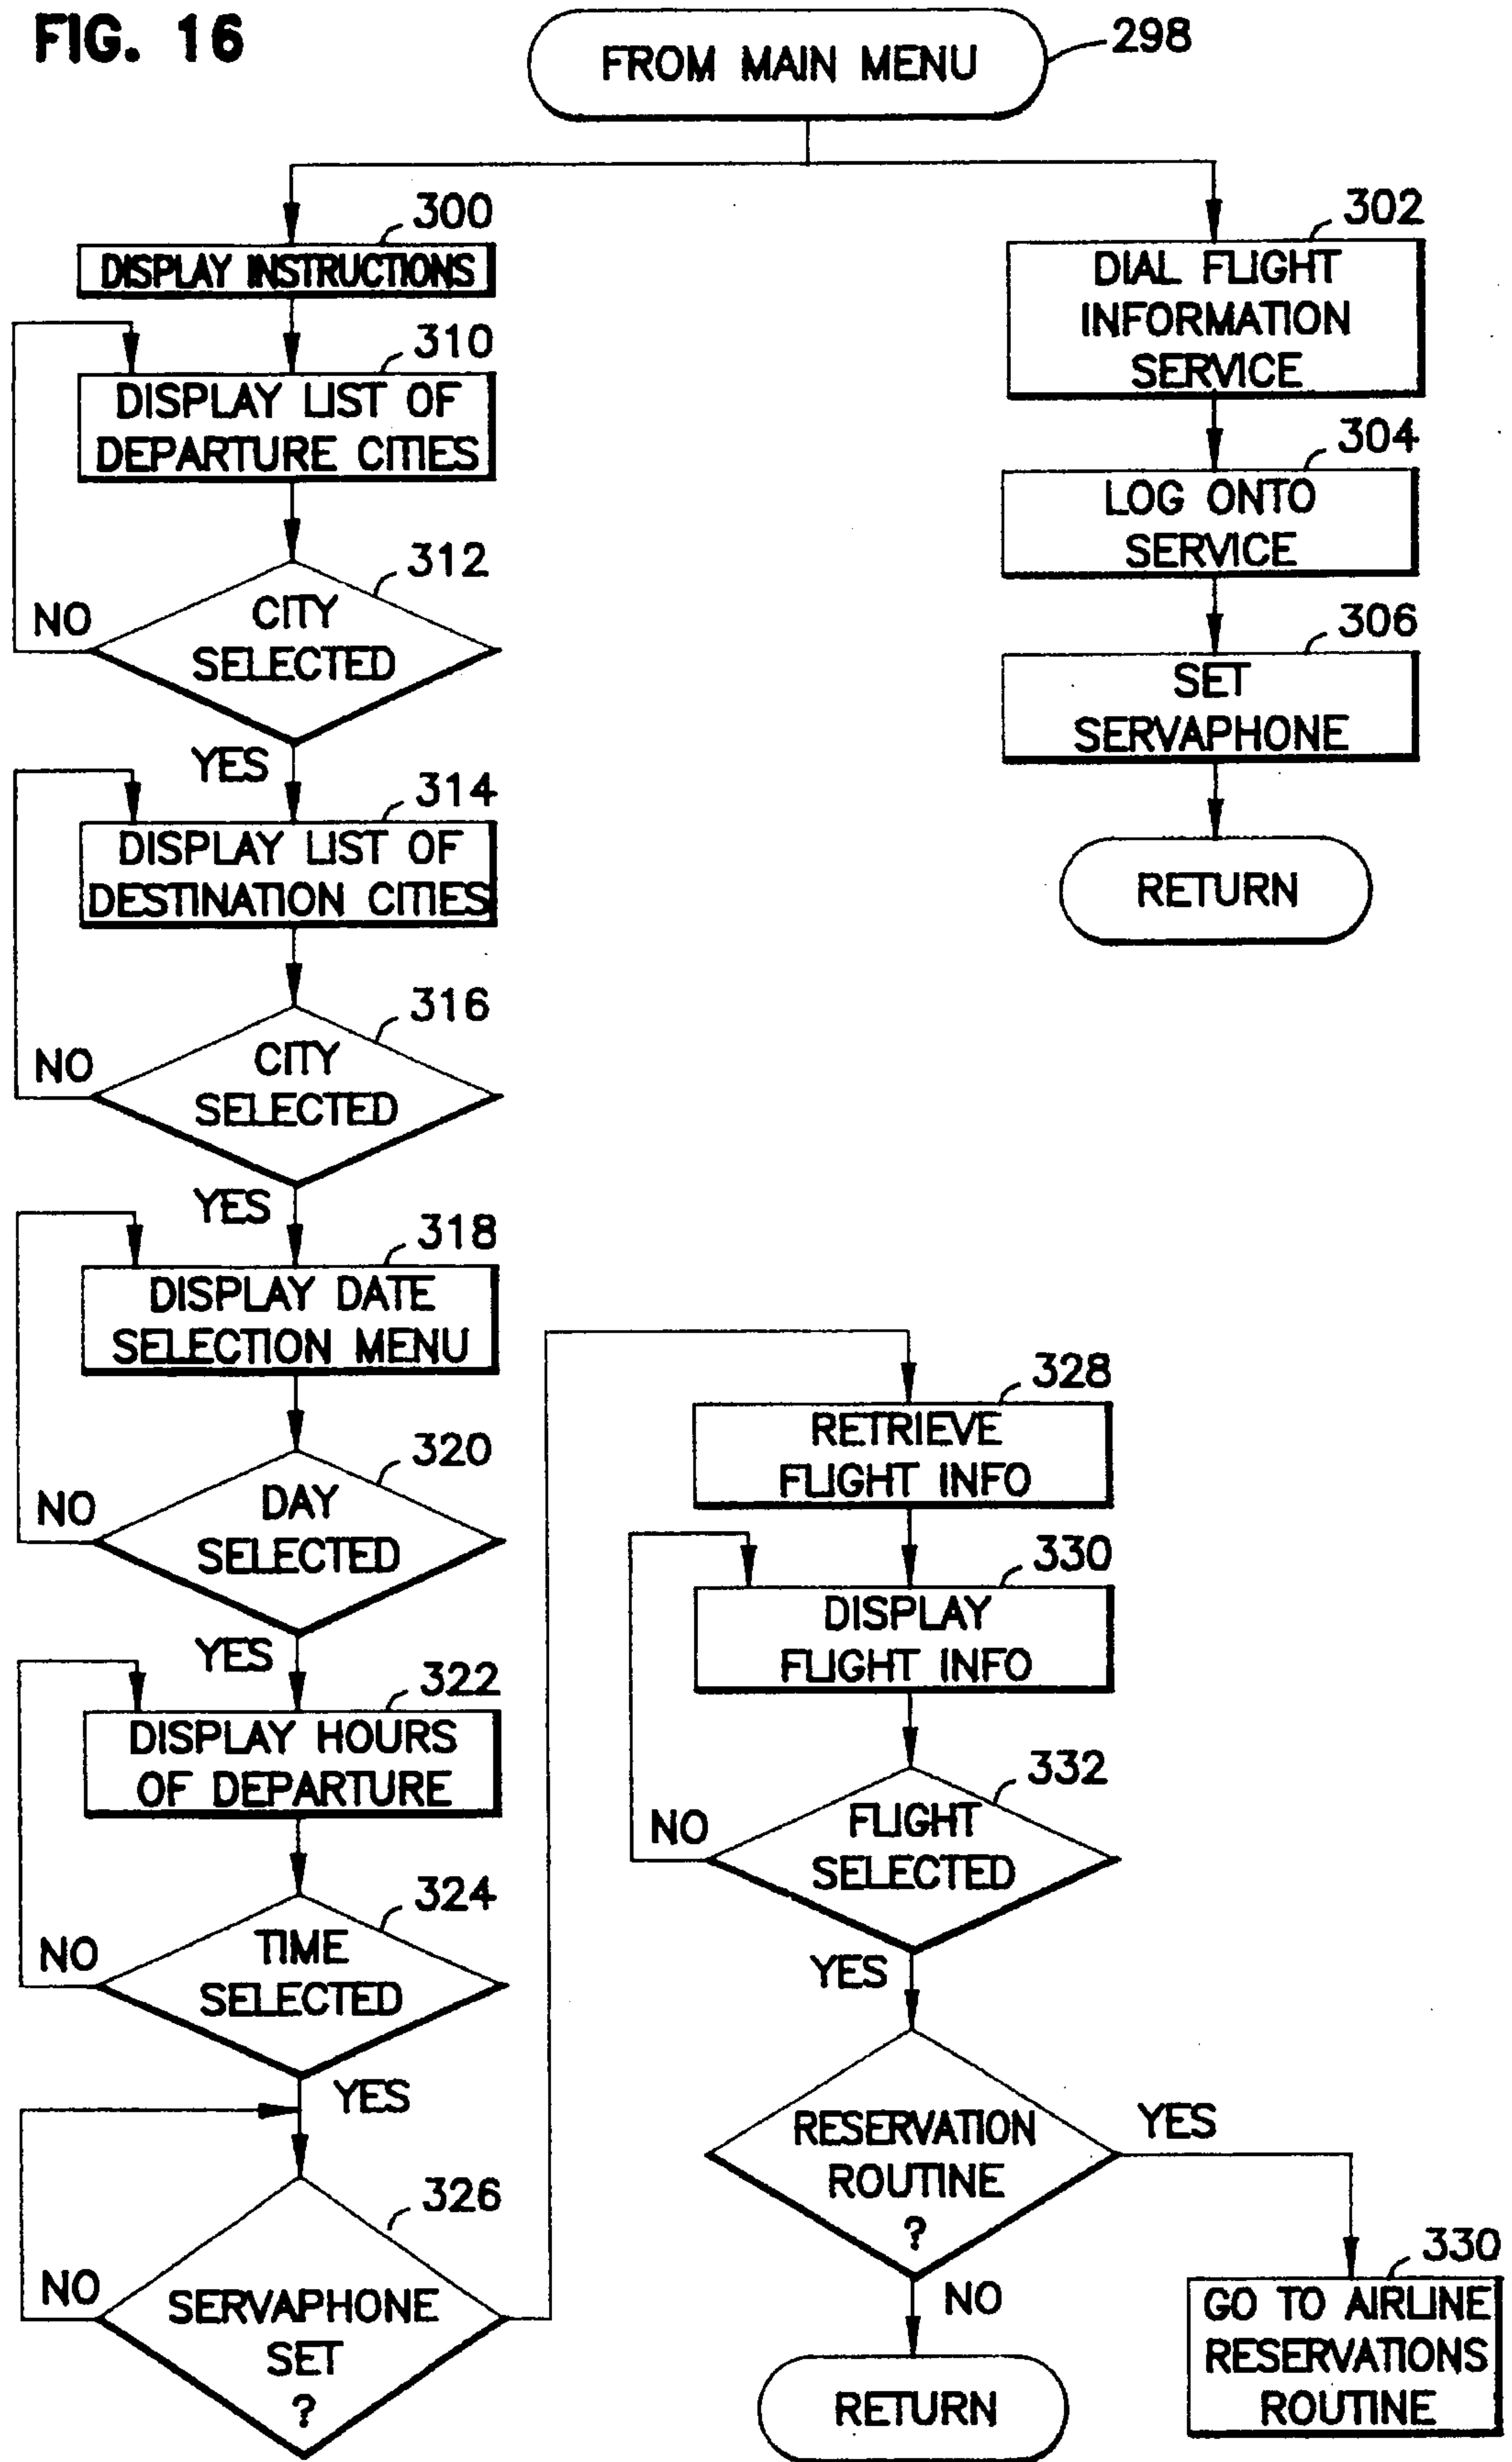 FIG. 16
FROM MAIN MENU
298
300
DISPLAY INSTRUCTIONS
310
DISPLAY LIST OF
DEPARTURE CITIES
312
CITY
SELECTED
NO
YES
314
DISPLAY LIST OF
DESTINATION CITIES
316
CITY
SELECTED
NO
YES
318
DISPLAY DATE
SELECTION MENU
320
DAY
SELECTED
NO
YES
322
DISPLAY HOURS
OF DEPARTURE
324
TIME
SELECTED
NO
YES
326
SERVAPHONE
SET
?
NO
302
DIAL FLIGHT
INFORMATION
SERVICE
304
LOG ONTO
SERVICE
306
SET
SERVAPHONE
RETURN
328
RETRIEVE
FLIGHT INFO
330
DISPLAY
FLIGHT INFO
332
FLIGHT
SELECTED
NO
YES
RESERVATION
ROUTINE
?
YES
NO
RETURN
330
GO TO AIRLINE
RESERVATIONS
ROUTINE